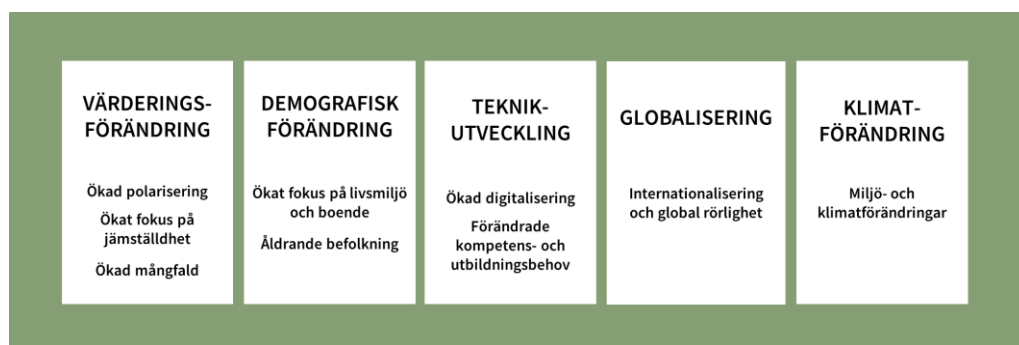 VÄRDERINGS-
FÖRÄNDRING
Ökad polarisering
Ökat fokus på
jämställdhet
Ökad mångfald
DEMOGRAFISK
FÖRÄNDRING
Ökat fokus på livsmiljö
och boende
Åldrande befolkning
TEKNIK-
UTVECKLING
Ökad digitalisering
Förändrade
kompetens- och
utbildningsbehov
GLOBALISERING
Internationalisering
och global rörlighet
KLIMAT-
FÖRÄNDRING
Miljö- och
klimatförändringar